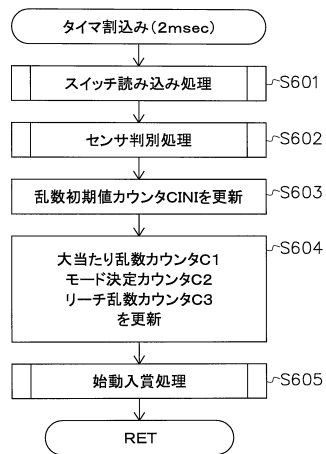 タイマ割込み(2msec)
スイッチ読み込み処理
S601
センサ判別処理
S602
乱数初期値カウンタCINIを更新
S603
大当たり乱数カウンタC1
モード決定カウンタC2
リーチ乱数カウンタC3
を更新
S604
始動入賞処理
S605
RET